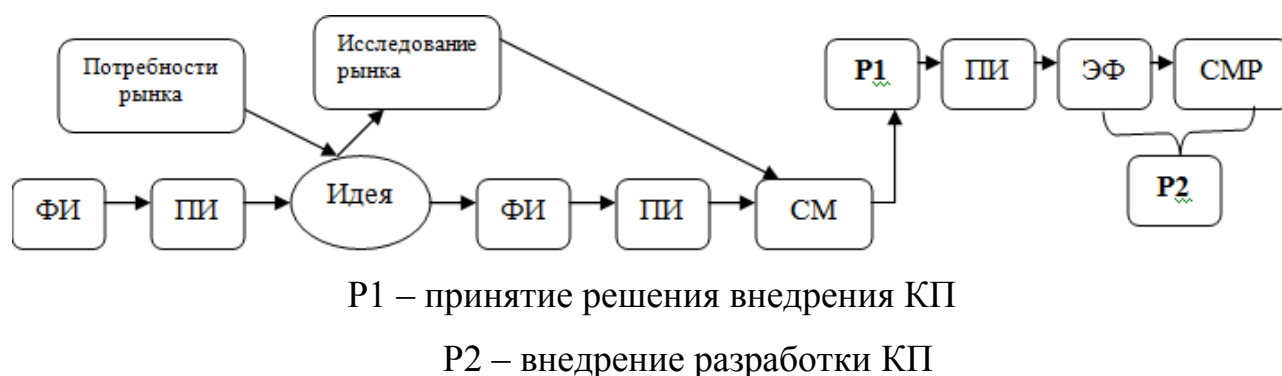 Потребности
рынка
Исследование
рынка
Р1
ПИ
ЭФ
СМР
ФИ
ПИ
Идея
ФИ
ПИ
СМ
Р2
Р1 – принятие решения внедрения КП
Р2 – внедрение разработки КП